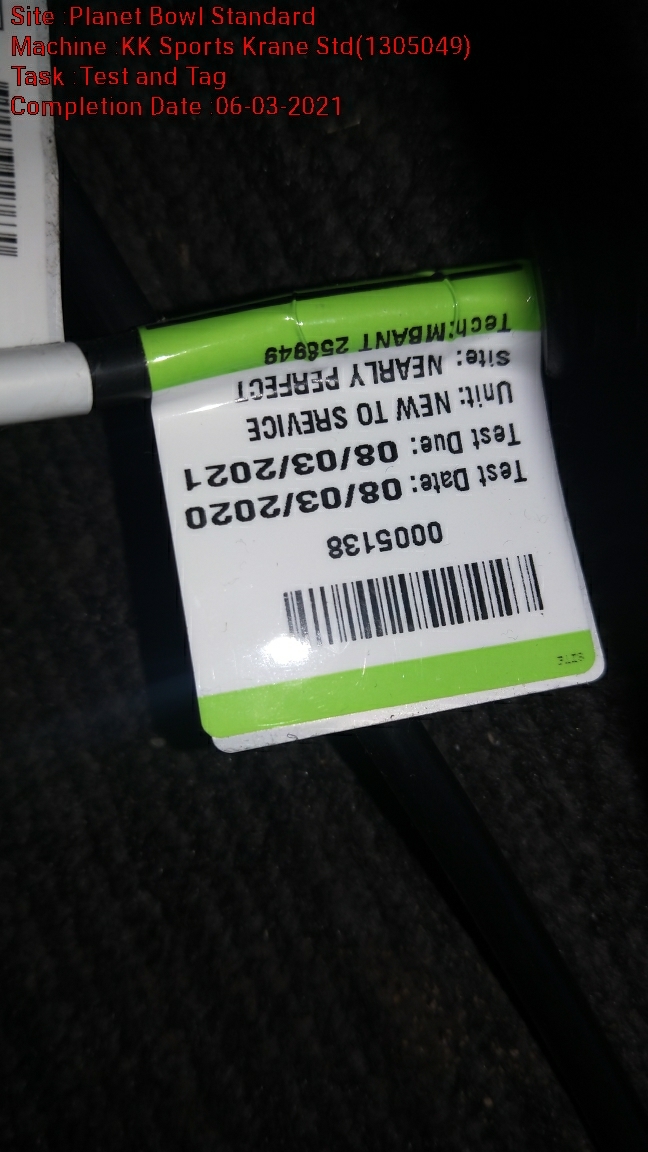 Site :Planet Bowl Standard
Machine :KK Sports Krane Std(1305049)
Task :Test and Tag
Completion Date :06-03-2021
0005138
Test Date: 08/03/2020
Test Due: 08/03/2021
Unit: NEW TO SREVICE
Site: NEARLY PERFECT
Tech:MBANT 258949